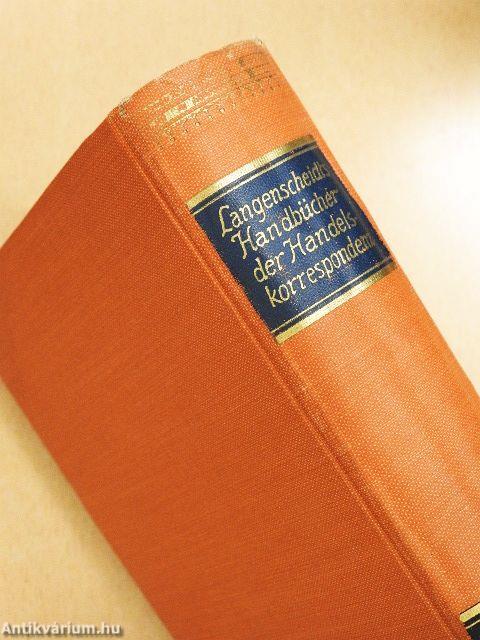 Langenscheidts
Handbücher
der Handels-
korrespondenz
Antikvárium.hu